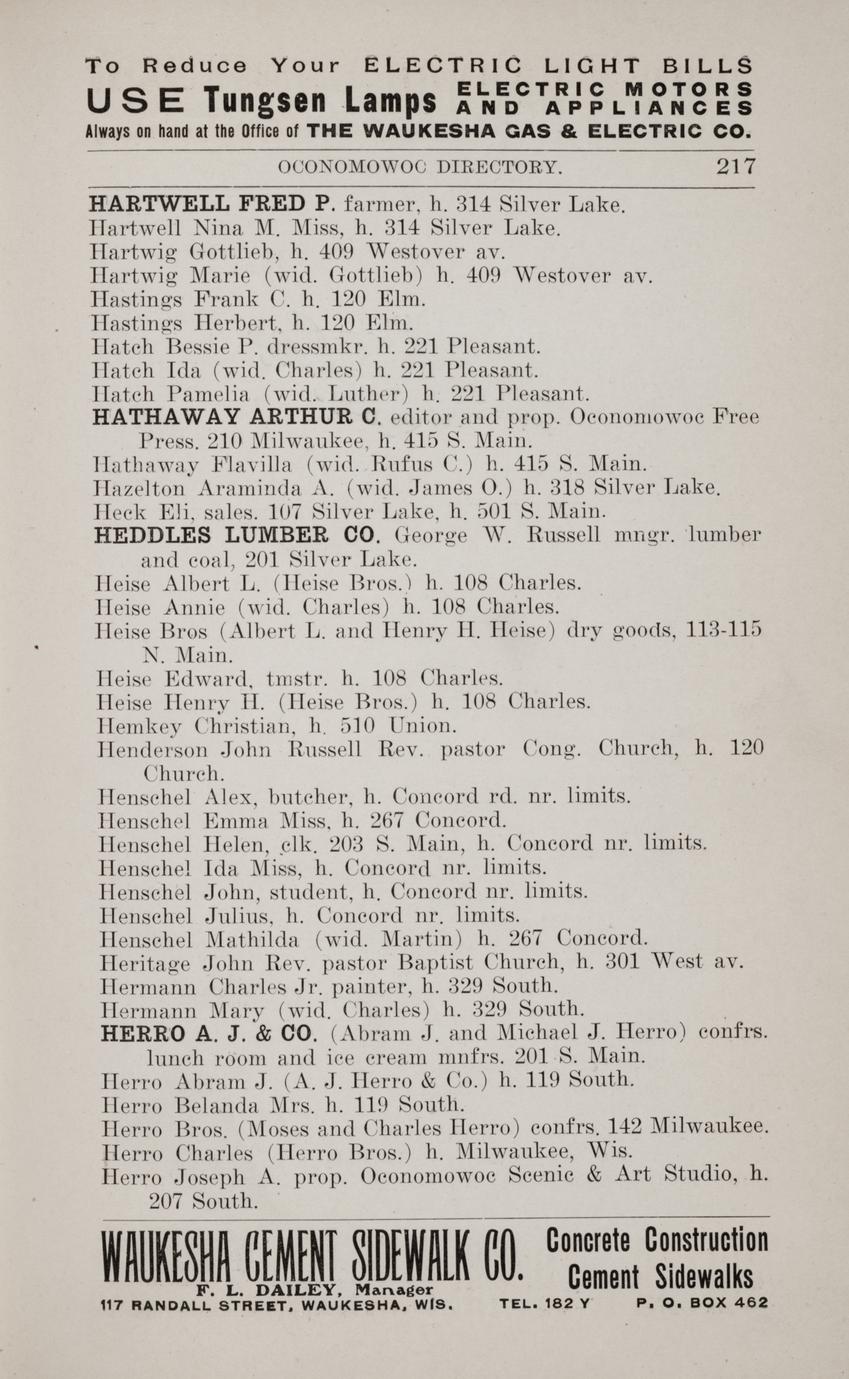 To Reduce Your ELECTRIC LIGHT BILLS
USE Tungsen Lamps ELECTRIC MOTORS AND APPLIANCES
Always on hand at the Office of THE WAUKESHA GAS & ELECTRIC CO.
OCONOMOWOC DIRECTORY. 217
HARTWELL FRED P. farmer, h. 314 Silver Lake.
Hartwell Nina M. Miss, h. 314 Silver Lake.
Hartwig Gottlieb, h. 409 Westover av.
Hartwig Marie (wid. Gottlieb) h. 409 Westover av.
Hastings Frank C. h. 120 Elm.
Hastings Herbert, h. 120 Elm.
Hatch Bessie P. dressmkr. h. 221 Pleasant.
Hatch Ida (wid. Charles) h. 221 Pleasant.
Hatch Pamelia (wid. Luther) h. 221 Pleasant.
HATHAWAY ARTHUR C. editor and prop. Oconomowoc Free
Press. 210 Milwaukee, h. 415 S. Main.
Hathaway Flavilla (wid. Rufus C.) h. 415 S. Main.
Hazelton Araminda A. (wid. James O.) h. 318 Silver Lake.
Heck Eli, sales. 107 Silver Lake, h. 501 S. Main.
HEDDLES LUMBER CO. George W. Russell mngr. lumber
and coal, 201 Silver Lake.
Heise Albert L. (Heise Bros.) h. 108 Charles.
Heise Annie (wid. Charles) h. 108 Charles.
Heise Bros (Albert L. and Henry H. Heise) dry goods, 113-115
N. Main.
Heise Edward, tmstr. h. 108 Charles.
Heise Henry H. (Heise Bros.) h. 108 Charles.
Hemkey Christian, h. 510 Union.
Henderson John Russell Rev. pastor Cong. Church, h. 120
Church.
Henschel Alex, butcher, h. Concord rd. nr. limits.
Henschel Emma Miss, h. 267 Concord.
Henschel Helen, clk. 203 S. Main, h. Concord nr. limits.
Henschel Ida Miss, h. Concord nr. limits.
Henschel John, student, h. Concord nr. limits.
Henschel Julius, h. Concord nr. limits.
Henschel Mathilda (wid. Martin) h. 267 Concord.
Heritage John Rev. pastor Baptist Church, h. 301 West av.
Hermann Charles Jr. painter, h. 329 South.
Hermann Mary (wid. Charles) h. 329 South.
HERRO A. J. & CO. (Abram J. and Michael J. Herro) confrs.
lunch room and ice cream mnfrs. 201 S. Main.
Herro Abram J. (A. J. Herro & Co.) h. 119 South.
Herro Belanda Mrs. h. 119 South.
Herro Bros. (Moses and Charles Herro) confrs. 142 Milwaukee.
Herro Charles (Herro Bros.) h. Milwaukee, Wis.
Herro Joseph A. prop. Oconomowoc Scenic & Art Studio, h.
207 South.
WAUKESHA CEMENT SIDEWALK CO. Concrete Construction
Cement Sidewalks
F. L. DAILEY, Manager
117 RANDALL STREET, WAUKESHA, WIS. TEL. 182 Y P. O. BOX 462